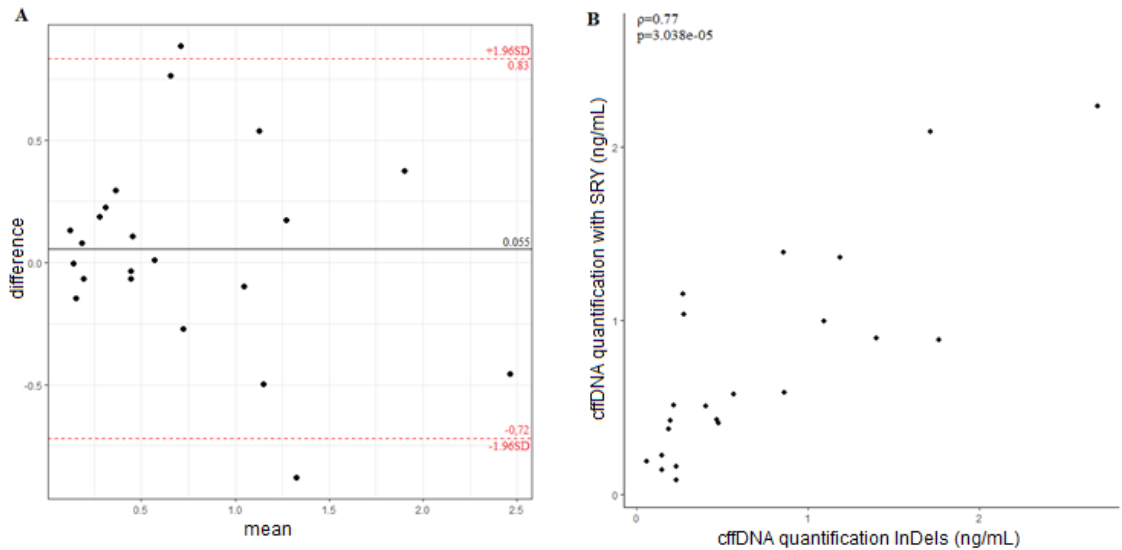 A
+1.96SD
0.83
0.5
0.055
0.0
-0.5
-0,72
-1.96SD
0.5
1.0
1.5
2.0
2.5
difference
mean
B
ρ=0.77
p=3.038e-05
2
1
0
0
1
2
cffDNA quantification with SRY (ng/mL)
cffDNA quantification InDels (ng/mL)